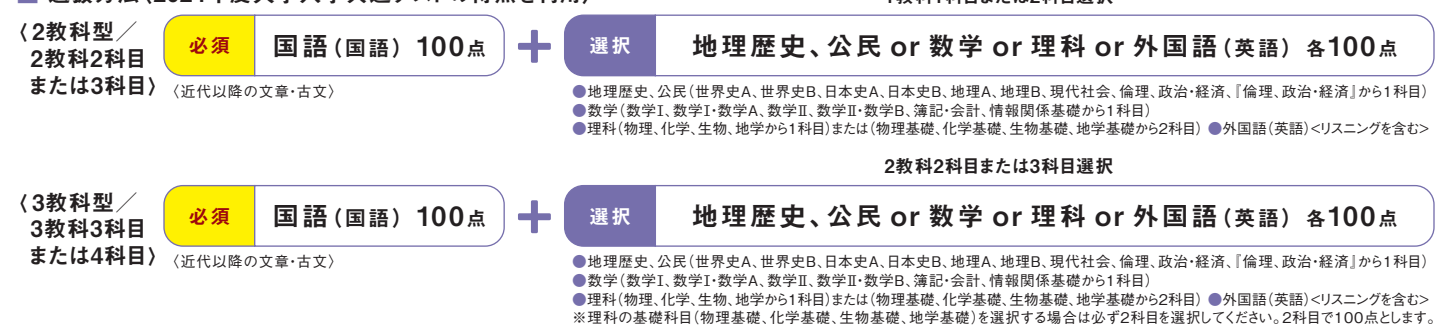 〈2教科型／
2教科2科目
または3科目〉
必須 国語(国語) 100点 + 選択 地理歴史、公民 or 数学 or 理科 or 外国語(英語) 各100点
〈近代以降の文章・古文〉
●地理歴史、公民(世界史A、世界史B、日本史A、日本史B、地理A、地理B、現代社会、倫理、政治・経済、『倫理、政治・経済』から1科目)
●数学(数学I、数学I・数学A、数学II、数学II・数学B、簿記・会計、情報関係基礎から1科目)
●理科(物理、化学、生物、地学から1科目)または(物理基礎、化学基礎、生物基礎、地学基礎から2科目) ●外国語(英語)<リスニングを含む>
2教科2科目または3科目選択
〈3教科型／
3教科3科目
または4科目〉
必須 国語(国語) 100点 + 選択 地理歴史、公民 or 数学 or 理科 or 外国語(英語) 各100点
〈近代以降の文章・古文〉
●地理歴史、公民(世界史A、世界史B、日本史A、日本史B、地理A、地理B、現代社会、倫理、政治・経済、『倫理、政治・経済』から1科目)
●数学(数学I、数学I・数学A、数学II、数学II・数学B、簿記・会計、情報関係基礎から1科目)
●理科(物理、化学、生物、地学から1科目)または(物理基礎、化学基礎、生物基礎、地学基礎から2科目) ●外国語(英語)<リスニングを含む>
※理科の基礎科目(物理基礎、化学基礎、生物基礎、地学基礎)を選択する場合は必ず2科目を選択してください。2科目で100点とします。